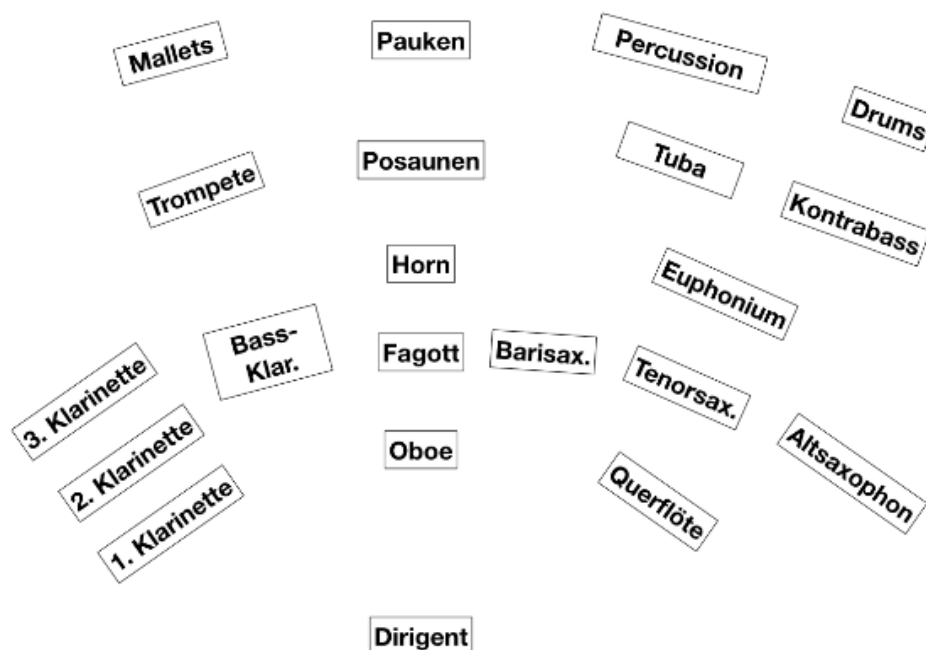 Mallets
Pauken
Percussion
Drums
Trompete
Posaunen
Tuba
Kontrabass
Horn
Euphonium
Bass-
Klar.
Fagott
Barisax.
Tenorsax.
3. Klarinette
2. Klarinette
1. Klarinette
Oboe
Querflöte
Altsaxophon
Dirigent